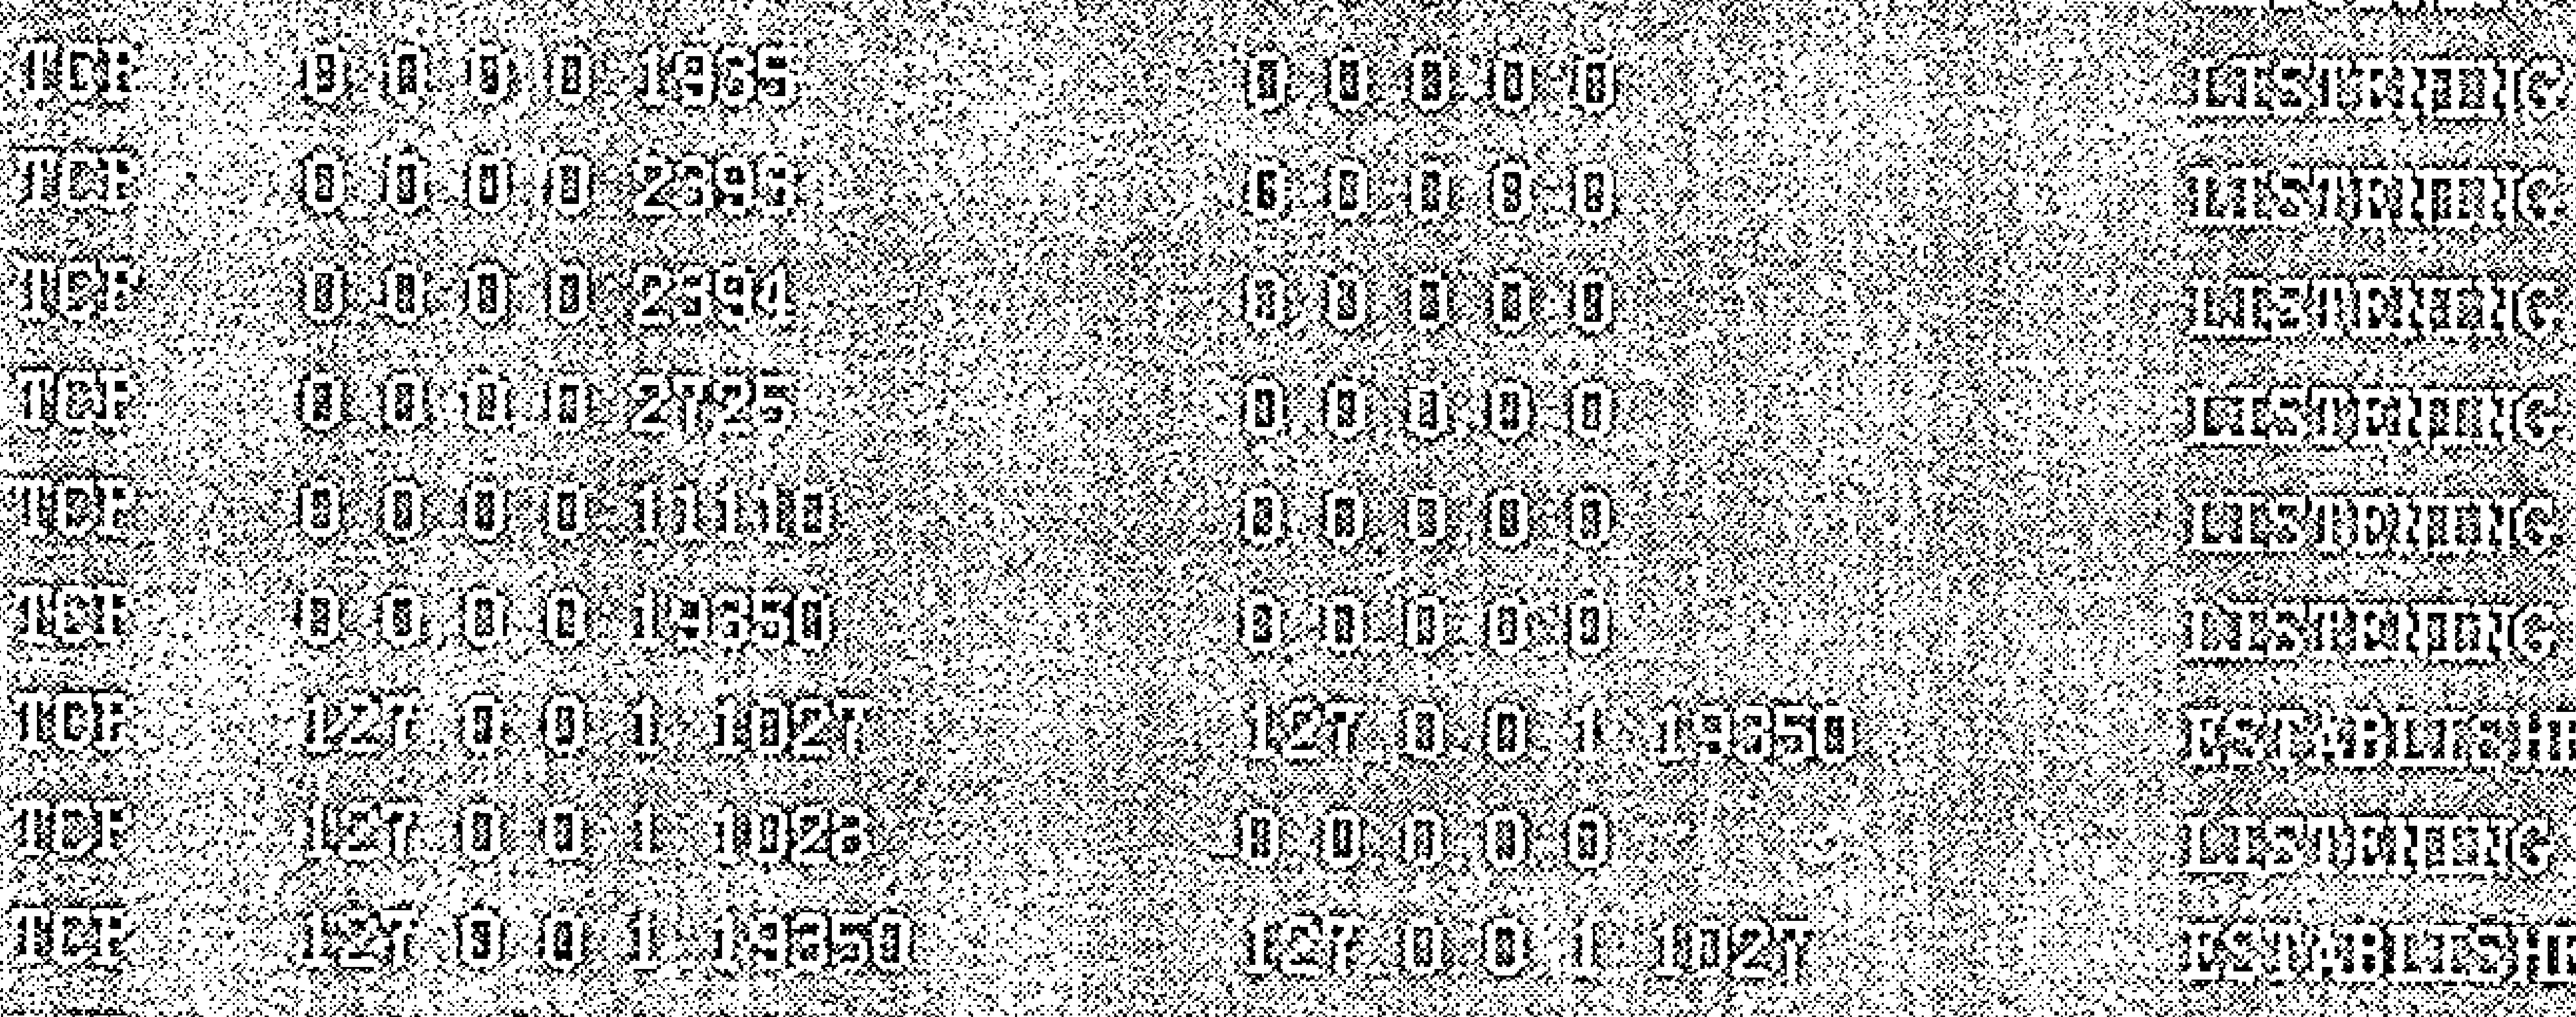 TCP 0.0.0.0:1935 0.0.0.0:0 LISTENING
TCP 0.0.0.0:2393 0.0.0.0:0 LISTENING
TCP 0.0.0.0:2394 0.0.0.0:0 LISTENING
TCP 0.0.0.0:2725 0.0.0.0:0 LISTENING
TCP 0.0.0.0:11110 0.0.0.0:0 LISTENING
TCP 0.0.0.0:19350 0.0.0.0:0 LISTENING
TCP 127.0.0.1:1027 127.0.0.1:19350 ESTABLISHE
TCP 127.0.0.1:1028 0.0.0.0:0 LISTENING
TCP 127.0.0.1:19350 127.0.0.1:1027 ESTABLISHE